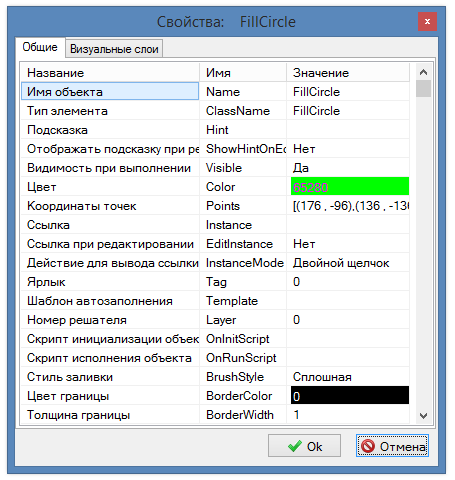 Свойства: FillCircle
x
Общие Визуальные слои
Название Имя Значение
Имя объекта Name FillCircle
Тип элемента ClassName FillCircle
Подсказка Hint
Отображать подсказку при ре ShowHintOnEd Нет
Видимость при выполнении Visible Да
Цвет Color 65280
Координаты точек Points [(176 , -96),(136 , -136
Ссылка Instance
Ссылка при редактировании EditInstance Нет
Действие для вывода ссылки InstanceMode Двойной щелчок
Ярлык Tag 0
Шаблон автозаполнения Template
Номер решателя Layer 0
Скрипт инициализации объек OnInitScript
Скрипт исполнения объекта OnRunScript
Стиль заливки BrushStyle Сплошная
Цвет границы BorderColor 0
Толщина границы BorderWidth 1
Ok Отмена